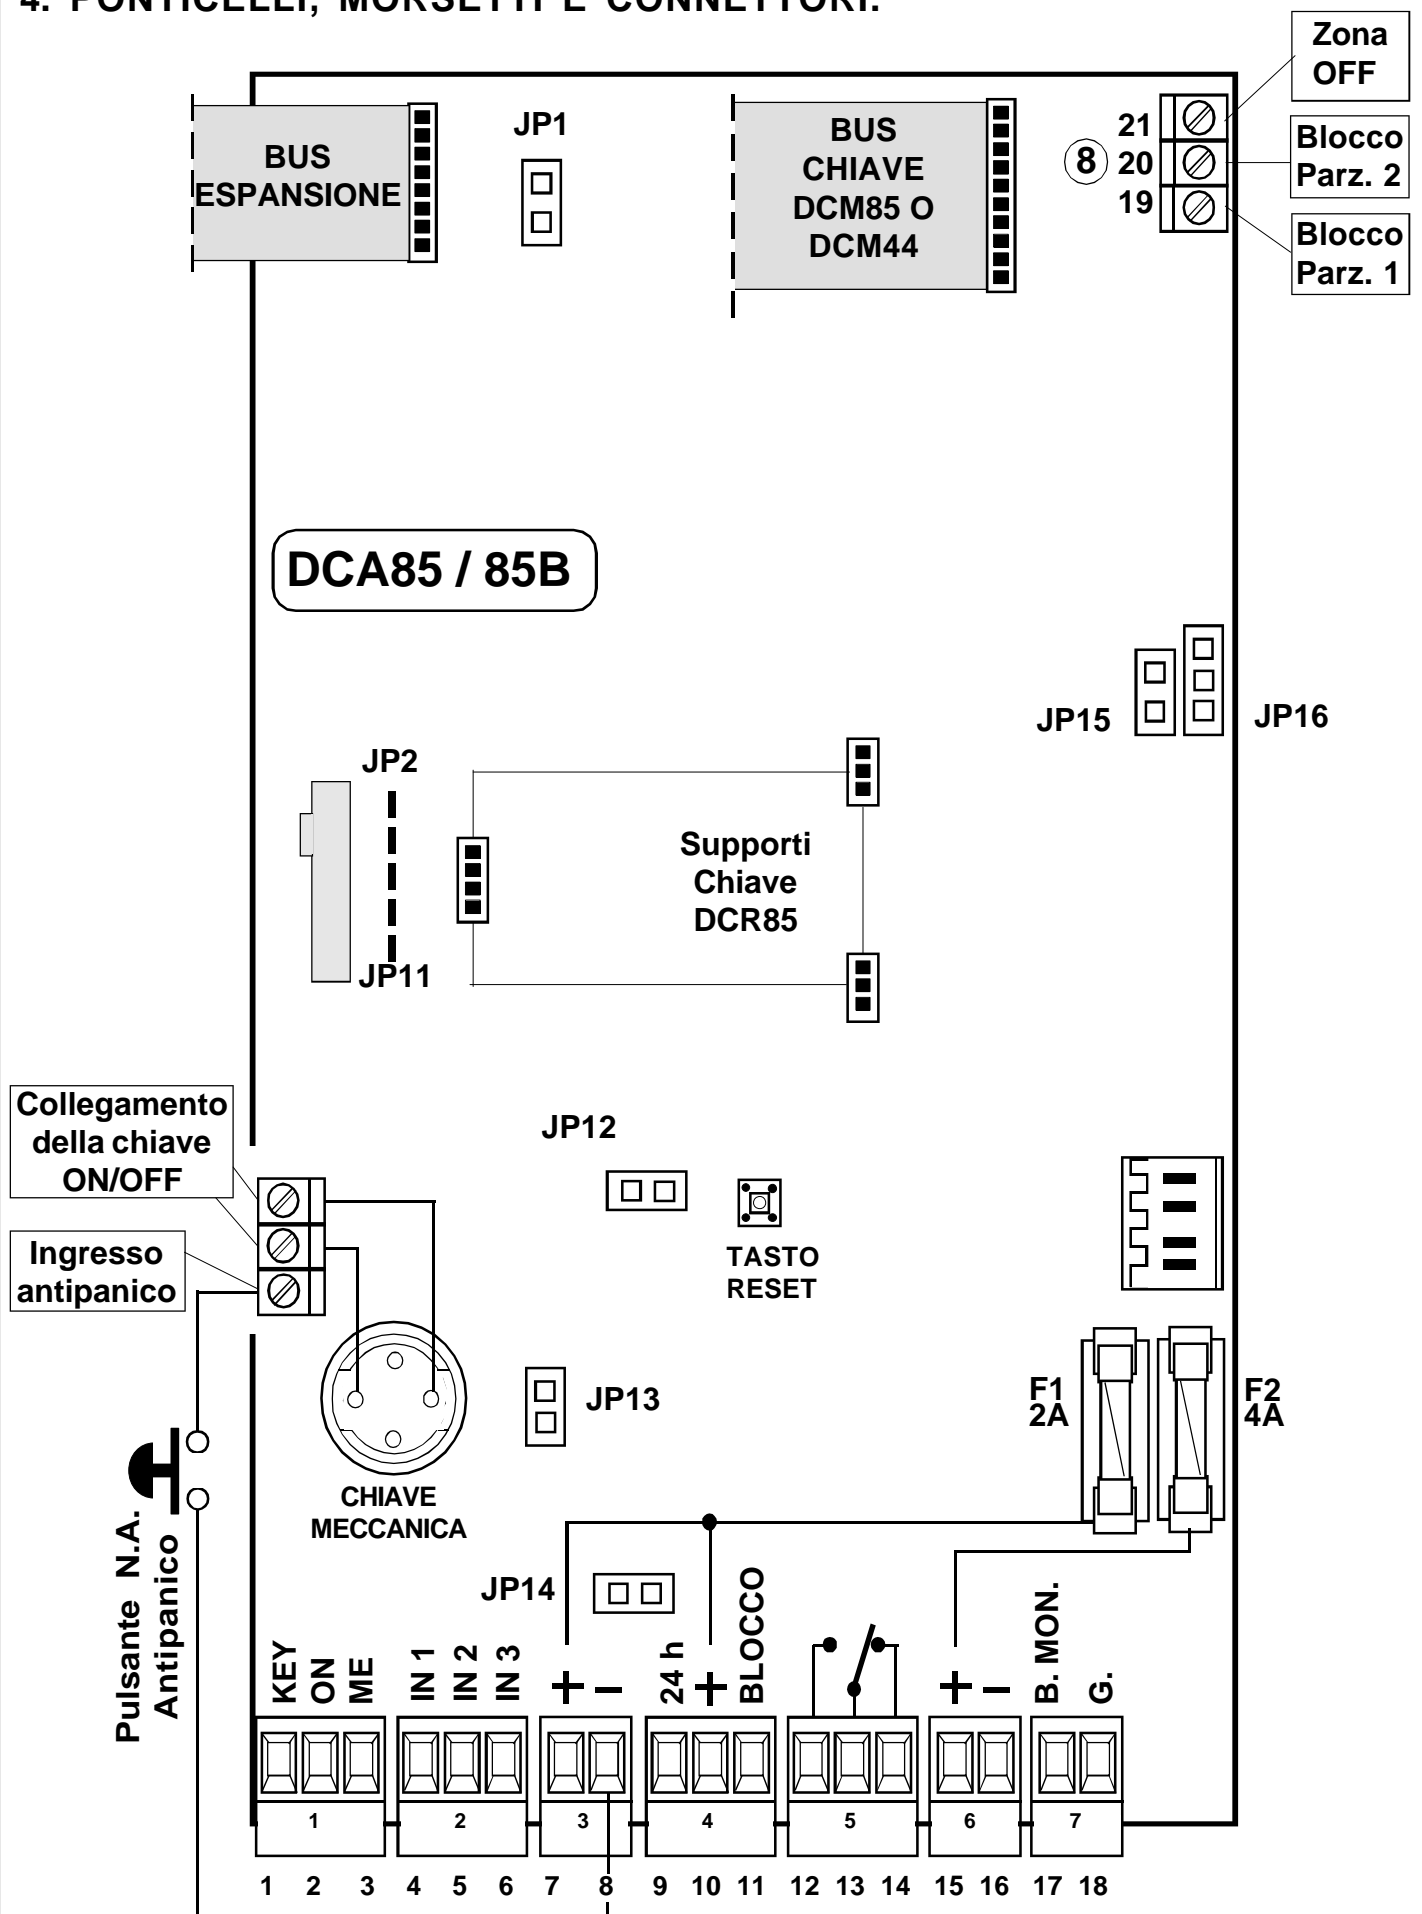 4. PONTICELLI, MORSETTI E CONNETTORI.
Zona
OFF
BUS
ESPANSIONE
JP1
BUS
CHIAVE
DCM85 O
DCM44
21
8 20
19
Blocco
Parz. 2
Blocco
Parz. 1
DCA85 / 85B
JP15
JP16
JP2
JP11
Supporti
Chiave
DCR85
Collegamento
della chiave
ON/OFF
Ingresso
antipanico
JP12
TASTO
RESET
JP13
F1
2A
F2
4A
CHIAVE
MECCANICA
Pulsante N.A.
Antipanico
JP14
KEY
ON
ME
IN 1
IN 2
IN 3
+ −
24 h
+
BLOCCO
+ −
B. MON.
G.
1 2 3 4 5 6 7
1 2 3 4 5 6 7 8 9 10 11 12 13 14 15 16 17 18